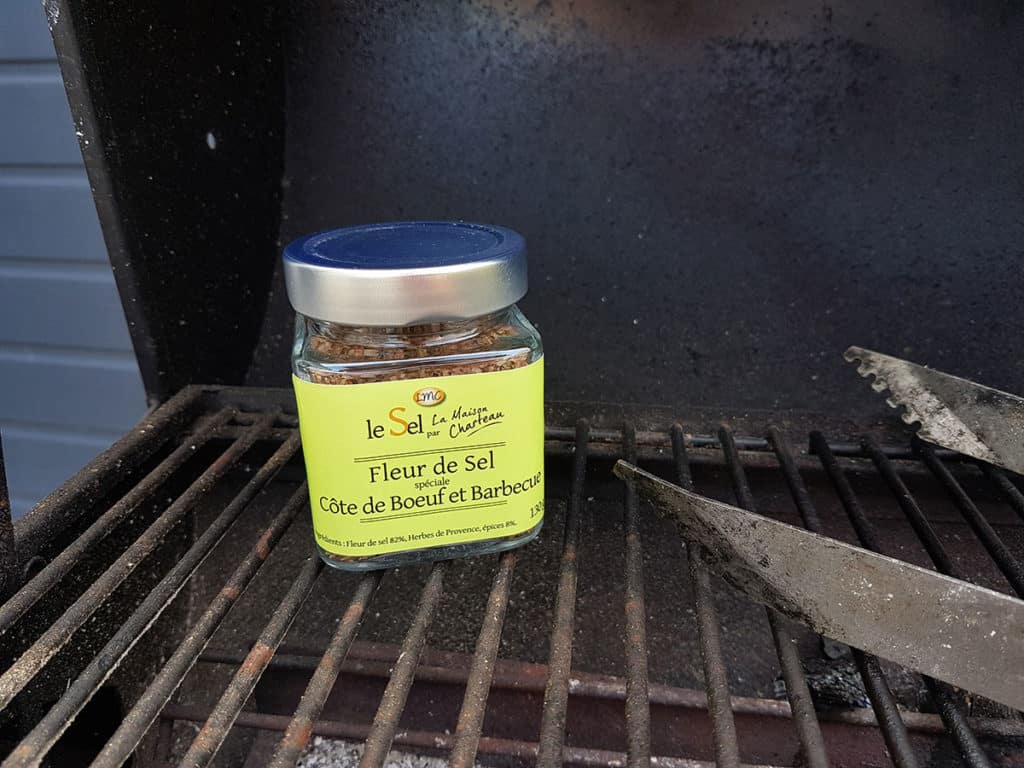 LMC
le Sel par La Maison Charteau
Fleur de Sel
spéciale
Côte de Boeuf et Barbecue
130
Ingrédients : Fleur de sel 82%, Herbes de Provence, épices 8%.